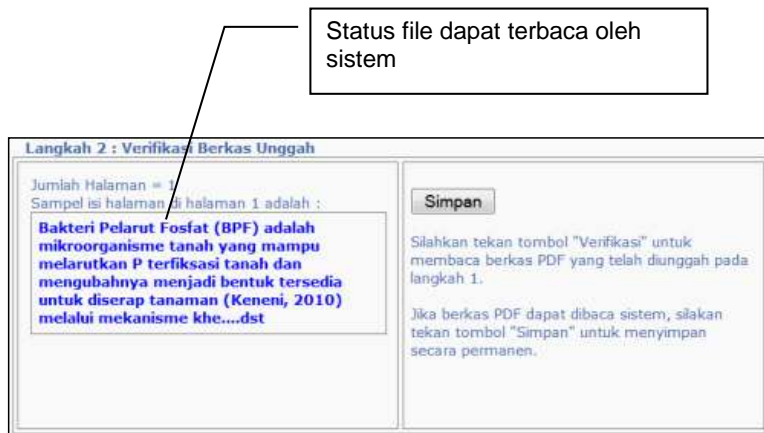 Status file dapat terbaca oleh
sistem
Langkah 2 : Verifikasi Berkas Unggah
Jumlah Halaman = 1
Sampel isi halaman di halaman 1 adalah :
Bakteri Pelarut Fosfat (BPF) adalah
mikroorganisme tanah yang mampu
melarutkan P terfiksasi tanah dan
mengubahnya menjadi bentuk tersedia
untuk diserap tanaman (Keneni, 2010)
melalui mekanisme khe....dst
Simpan
Silahkan tekan tombol "Verifikasi" untuk
membaca berkas PDF yang telah diunggah pada
langkah 1.
Jika berkas PDF dapat dibaca sistem, silakan
tekan tombol "Simpan" untuk menyimpan
secara permanen.